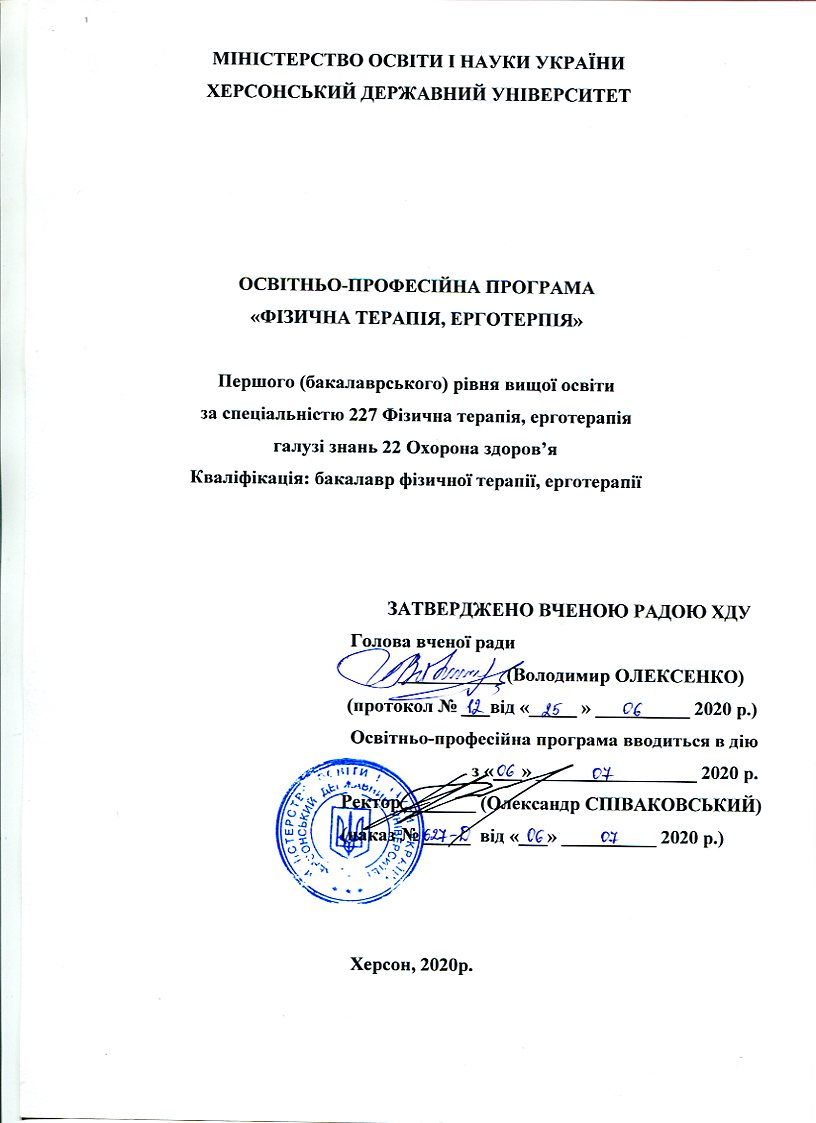 МІНІСТЕРСТВО ОСВІТИ І НАУКИ УКРАЇНИ
ХЕРСОНСЬКИЙ ДЕРЖАВНИЙ УНІВЕРСИТЕТ
ОСВІТНЬО-ПРОФЕСІЙНА ПРОГРАМА
«ФІЗИЧНА ТЕРАПІЯ, ЕРГОТЕРПІЯ»
Першого (бакалаврського) рівня вищої освіти
за спеціальністю 227 Фізична терапія, ерготерапія
галузі знань 22 Охорона здоров’я
Кваліфікація: бакалавр фізичної терапії, ерготерапії
ЗАТВЕРДЖЕНО ВЧЕНОЮ РАДОЮ ХДУ
Голова вченої ради
(Володимир ОЛЕКСЕНКО)
(протокол № 12 від «25» 06 2020 р.)
Освітньо-професійна програма вводиться в дію
з «06» 07 2020 р.
Ректор (Олександр СПІВАКОВСЬКИЙ)
(наказ № 627-Д від «06» 07 2020 р.)
Херсон, 2020р.